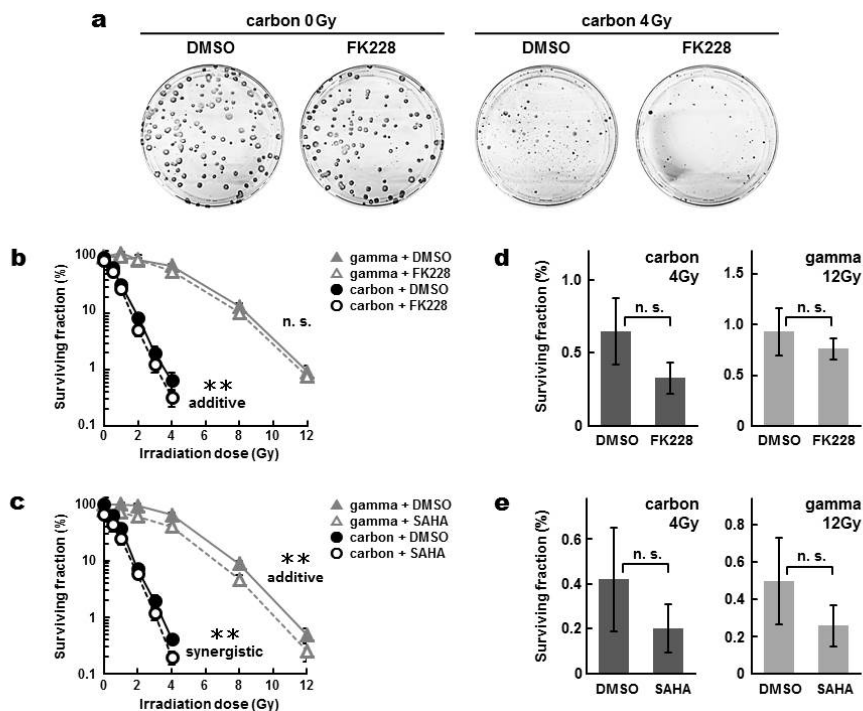 a
carbon 0 Gy
carbon 4 Gy
DMSO
FK228
DMSO
FK228
b
Surviving fraction (%)
100
10
1
0.1
0
2
4
6
8
10
12
Irradiation dose (Gy)
gamma + DMSO
gamma + FK228
carbon + DMSO
carbon + FK228
n. s.
**
additive
c
Surviving fraction (%)
100
10
1
0.1
0
2
4
6
8
10
12
Irradiation dose (Gy)
gamma + DMSO
gamma + SAHA
carbon + DMSO
carbon + SAHA
**
additive
**
synergistic
d
Surviving fraction (%)
1.0
0.5
0
carbon
4Gy
n. s.
DMSO
FK228
1.5
1.0
0.5
0
gamma
12Gy
n. s.
DMSO
FK228
e
Surviving fraction (%)
0.6
0.4
0.2
0
carbon
4Gy
n. s.
DMSO
SAHA
0.8
0.6
0.4
0.2
0
gamma
12Gy
n. s.
DMSO
SAHA